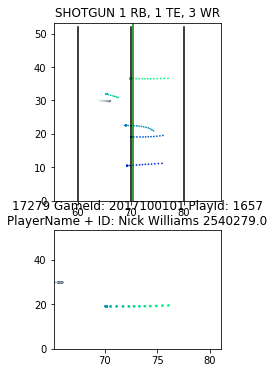 SHOTGUN 1 RB, 1 TE, 3 WR
50
40
30
20
10
0
60 70 80
17279 GameId: 2017100101 PlayId: 1657
PlayerName + ID: Nick Williams 2540279.0
40
20
0
70 75 80